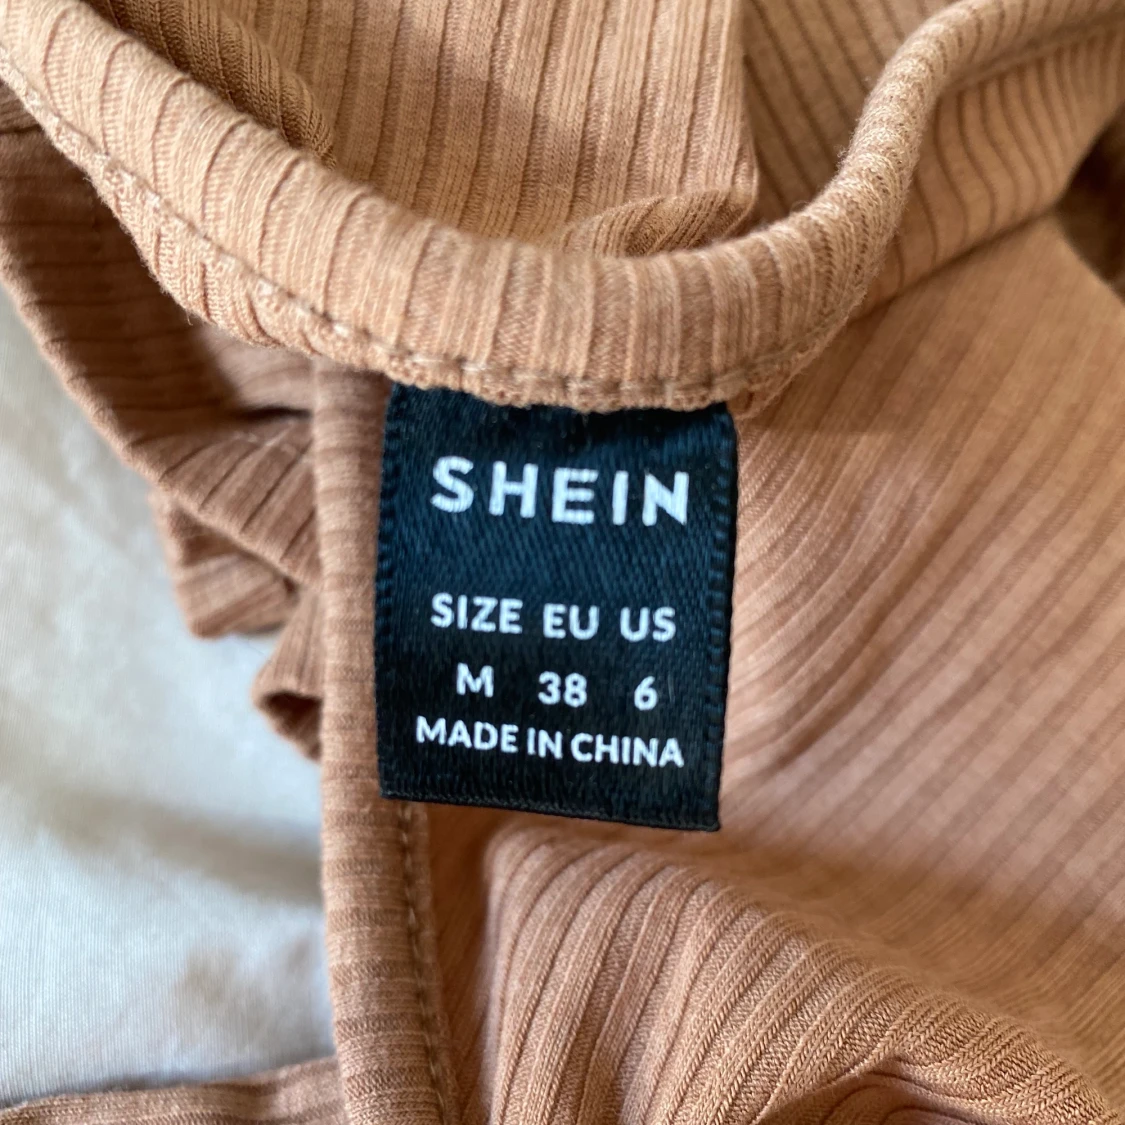 SHEIN
SIZE EU US
M 38 6
MADE IN CHINA